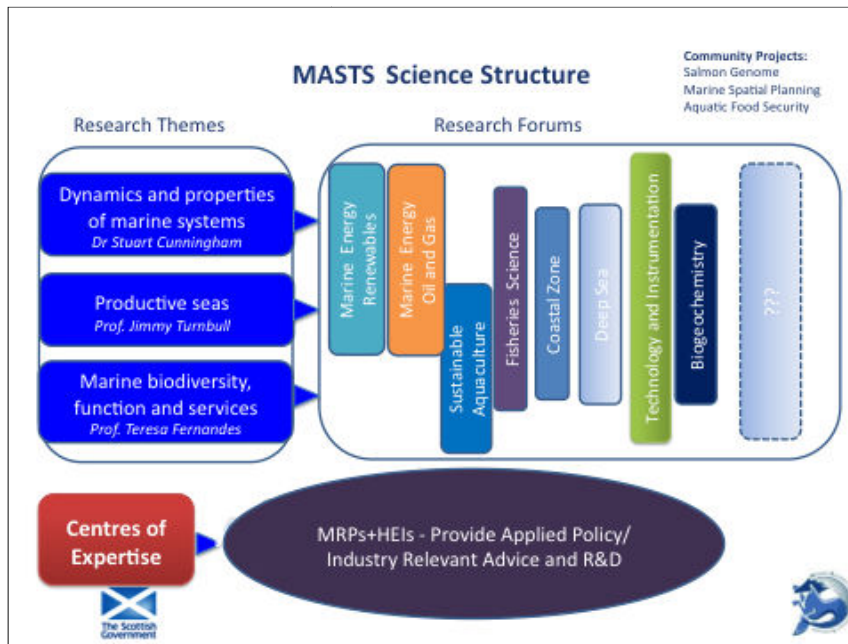 MASTS Science Structure
Community Projects:
Salmon Genome
Marine Spatial Planning
Aquatic Food Security
Research Themes
Research Forums
Dynamics and properties
of marine systems
Dr Stuart Cunningham
Productive seas
Prof. Jimmy Turnbull
Marine biodiversity,
function and services
Prof. Teresa Fernandes
Marine Energy
Renewables
Marine Energy
Oil and Gas
Sustainable
Aquaculture
Fisheries Science
Coastal Zone
Deep Sea
Technology and Instrumentation
Biogeochemistry
???
Centres of
Expertise
MRPs+HEIs - Provide Applied Policy/
Industry Relevant Advice and R&D
The Scottish
Government